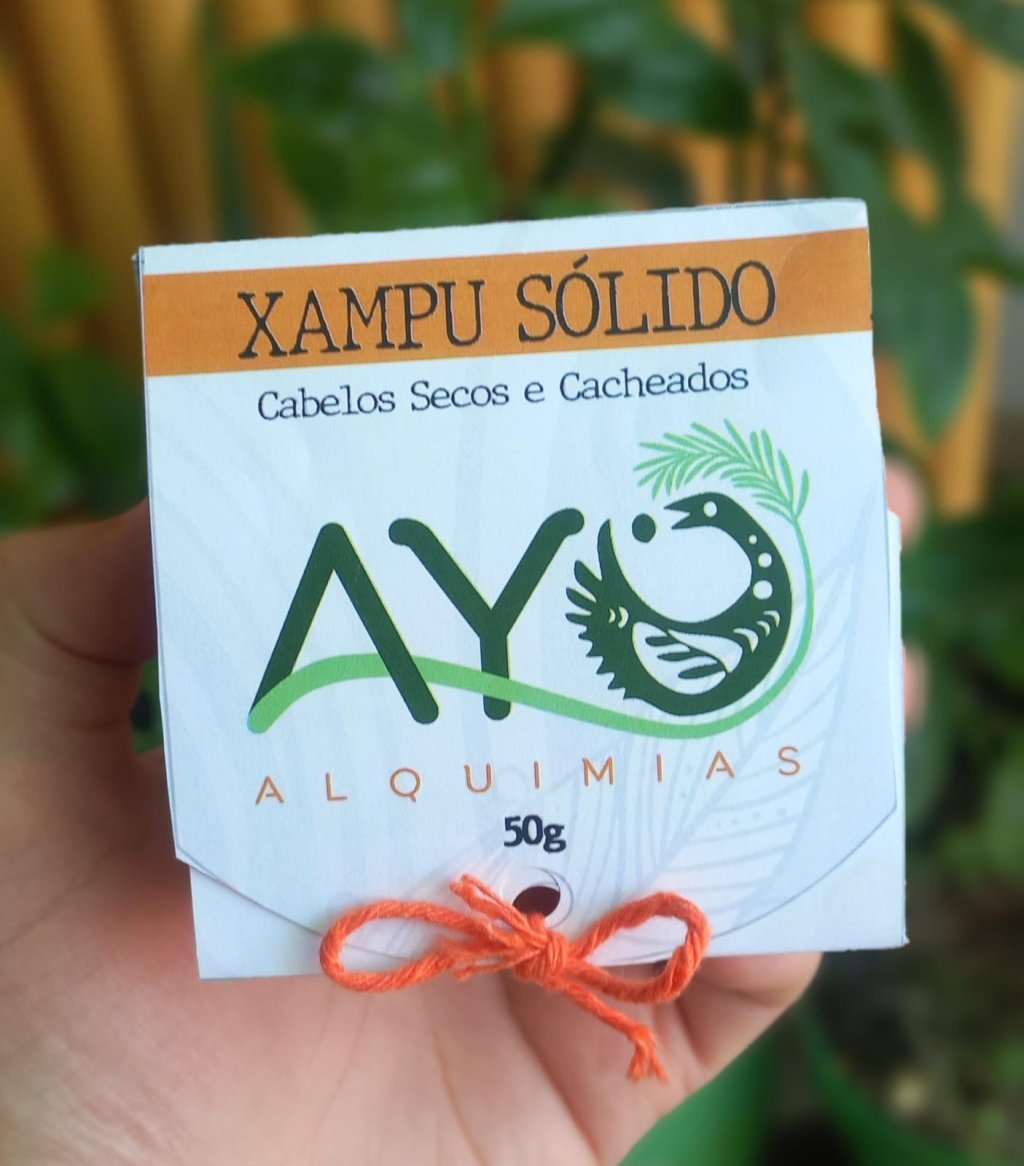 XAMPU SÓLIDO
Cabelos Secos e Cacheados
AYO
ALQUIMIAS
50g